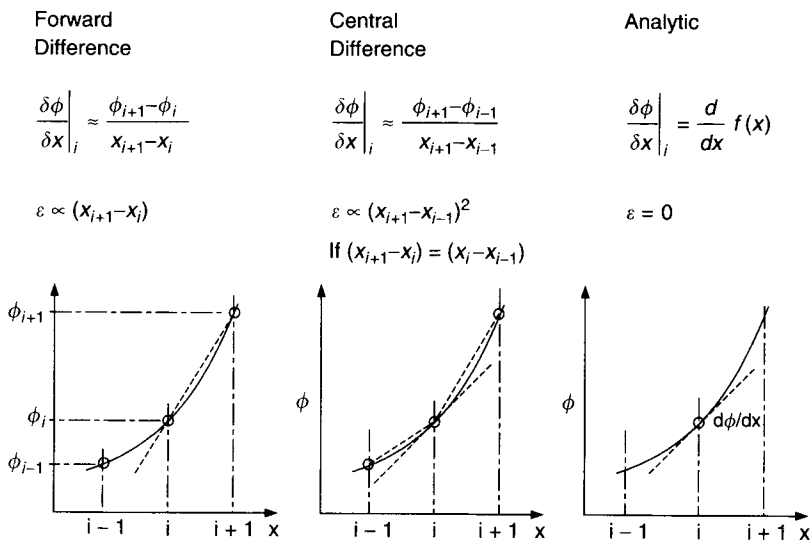 Forward
Difference
δϕ/δx|i ≈ ϕi+1−ϕi / xi+1−xi
ε ∝ (xi+1−xi)
Central
Difference
δϕ/δx|i ≈ ϕi+1−ϕi−1 / xi+1−xi−1
ε ∝ (xi+1−xi−1)²
If (xi+1−xi) = (xi−xi−1)
Analytic
δϕ/δx|i = d/dx f(x)
ε = 0
ϕi+1
ϕi
ϕi−1
i − 1 i i + 1 x
ϕ
i − 1 i i + 1 x
ϕ
dϕ/dx
i − 1 i i + 1 x